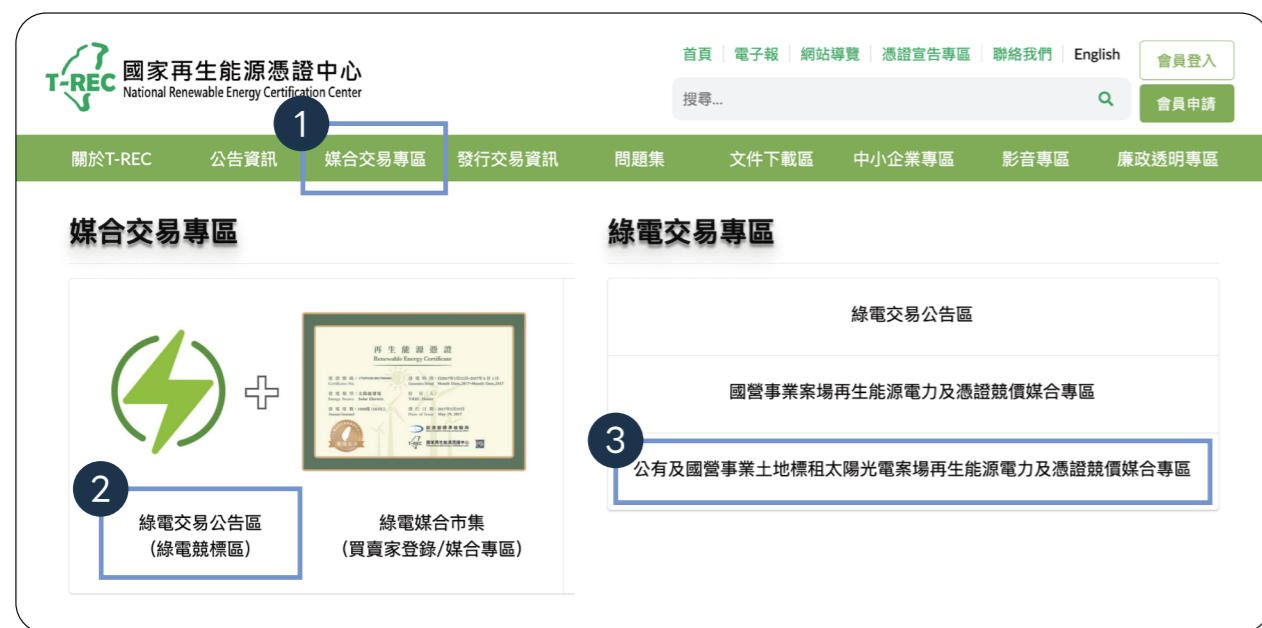 T-REC
國家再生能源憑證中心
National Renewable Energy Certification Center
首頁 電子報 網站導覽 憑證宣告專區 聯絡我們 English
會員登入
搜尋...
會員申請
1
關於T-REC 公告資訊 媒合交易專區 發行交易資訊 問題集 文件下載區 中小企業專區 影音專區 廉政透明專區
媒合交易專區
再生能源憑證
Renewable Energy Certificate
2
綠電交易公告區
(綠電競標區)
綠電媒合市集
(買賣家登錄/媒合專區)
綠電交易專區
綠電交易公告區
國營事業案場再生能源電力及憑證競價媒合專區
3
公有及國營事業土地標租太陽光電案場再生能源電力及憑證競價媒合專區